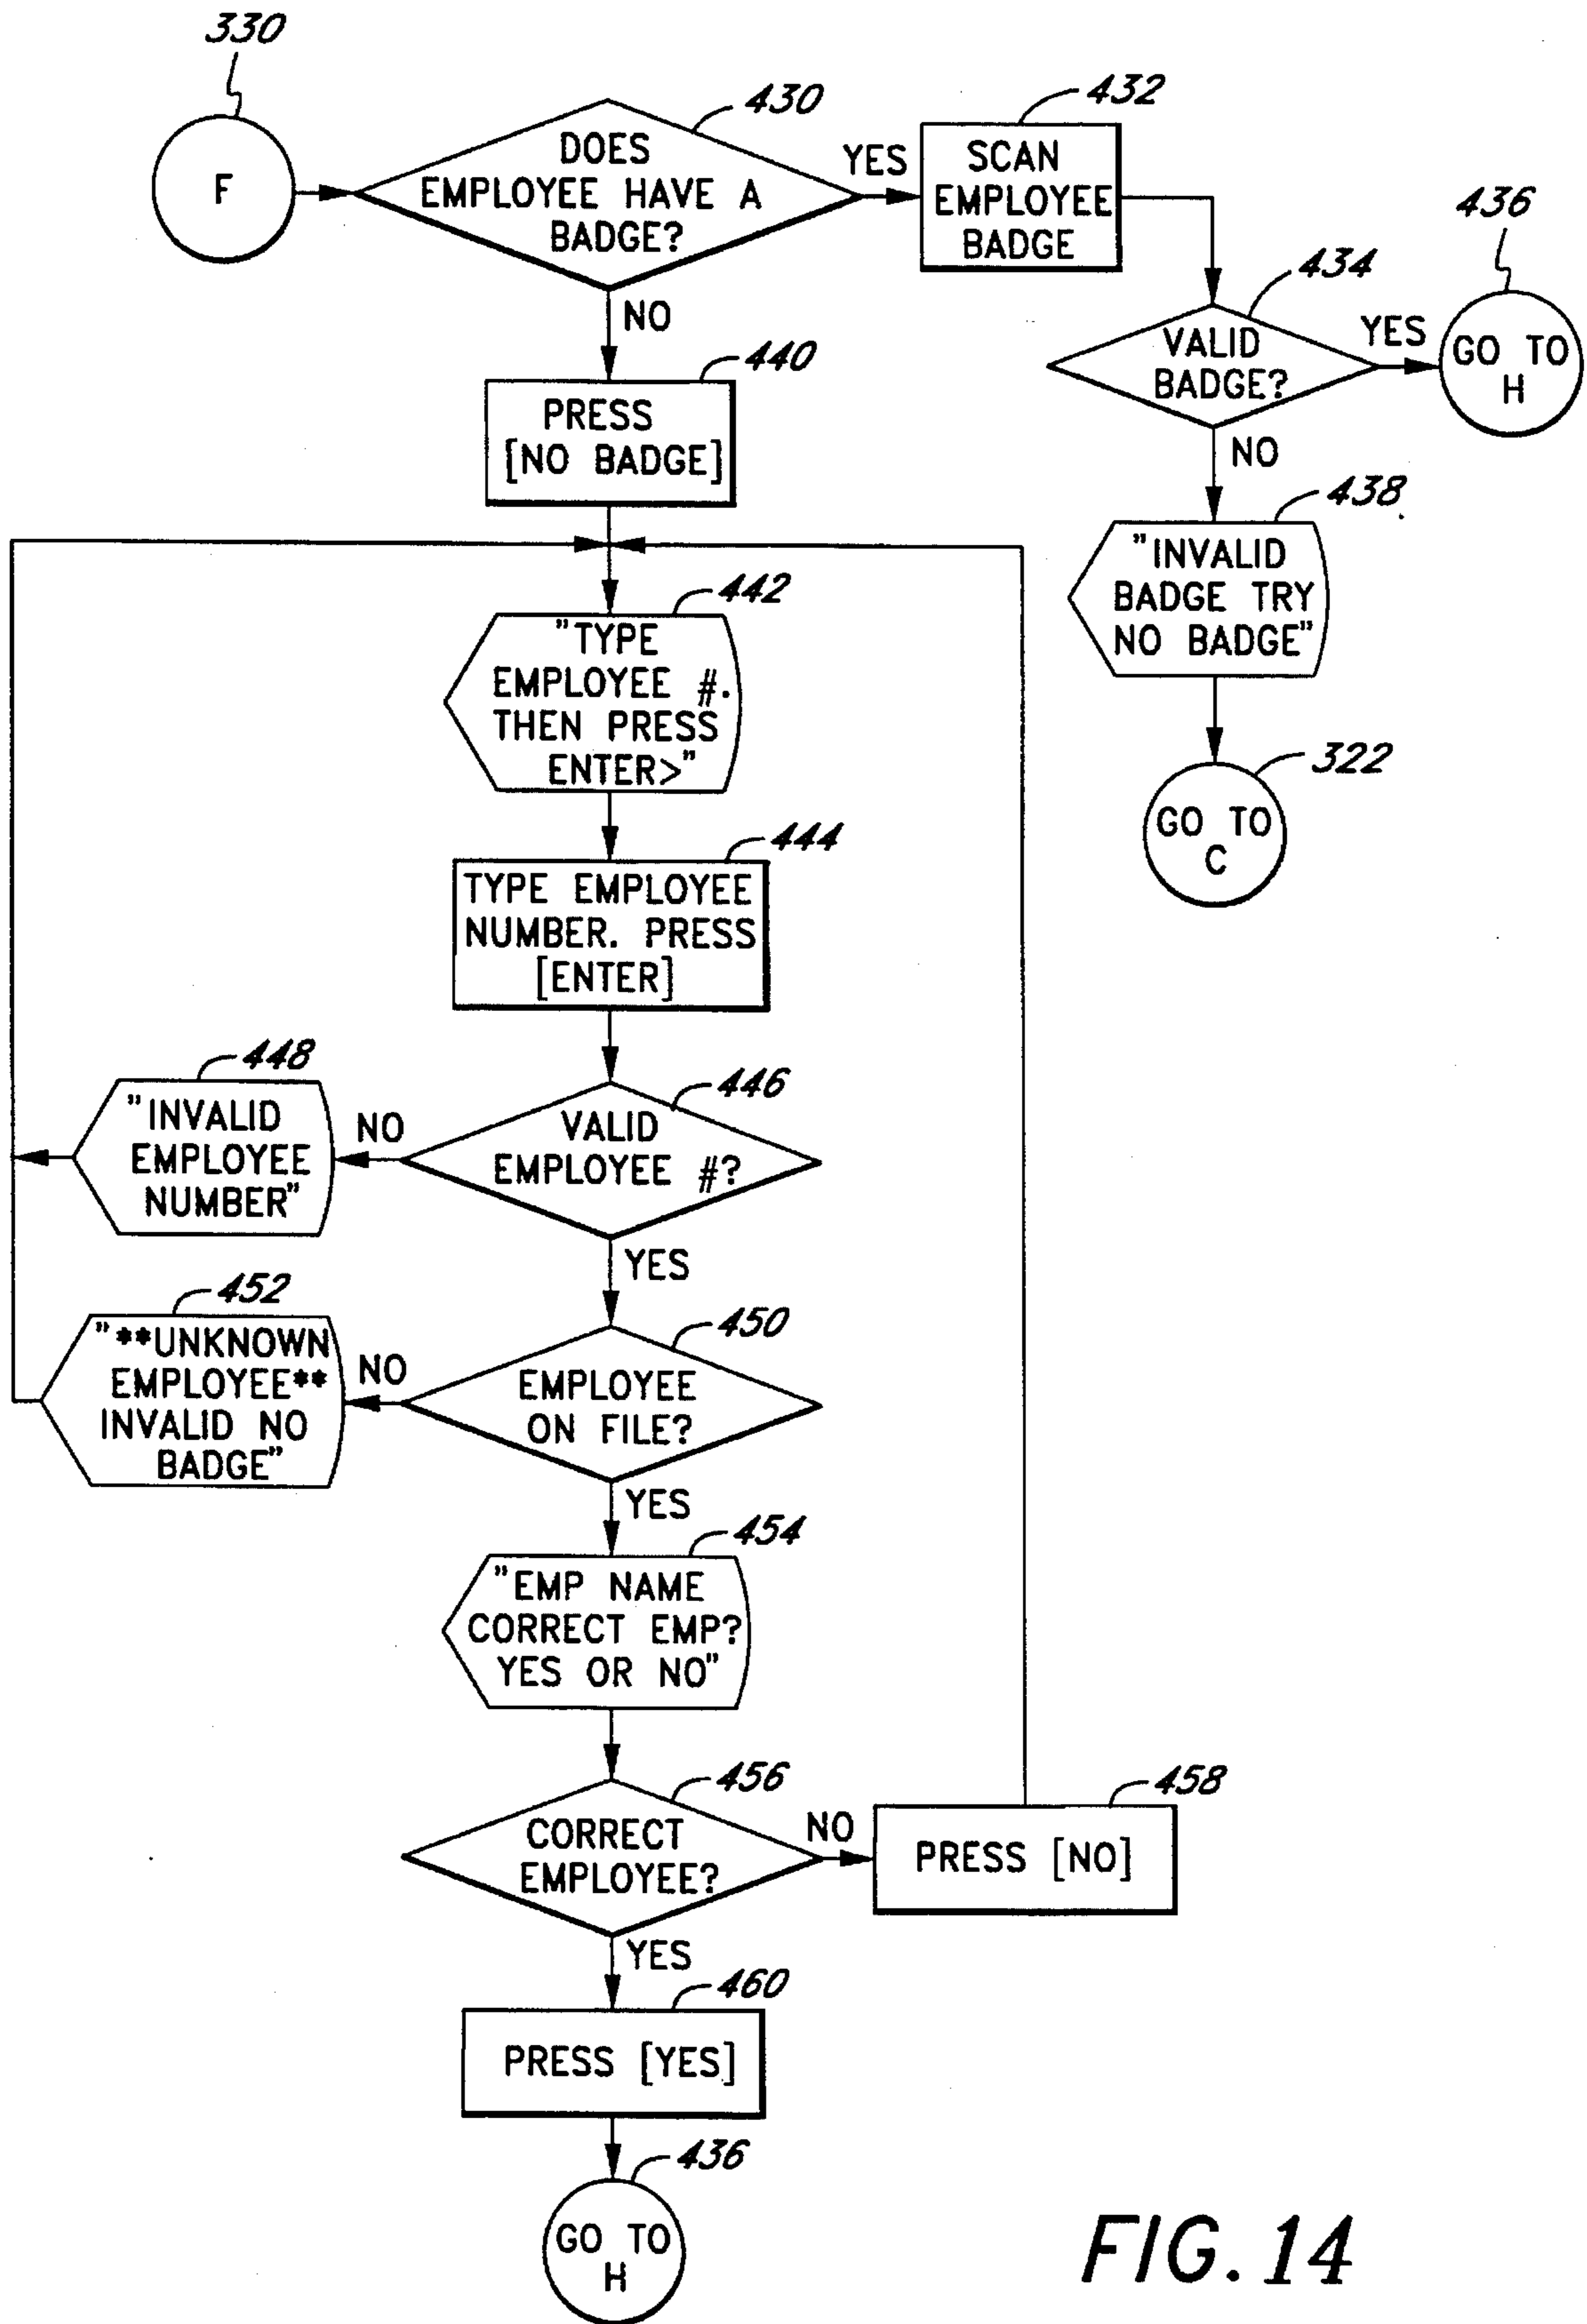 330
F
430
DOES
EMPLOYEE HAVE A
BADGE?
YES
432
SCAN
EMPLOYEE
BADGE
434
VALID
BADGE?
YES
436
GO TO
H
NO
438
"INVALID
BADGE TRY
NO BADGE"
322
GO TO
C
NO
440
PRESS
[NO BADGE]
442
"TYPE
EMPLOYEE #.
THEN PRESS
ENTER>"
444
TYPE EMPLOYEE
NUMBER. PRESS
[ENTER]
446
VALID
EMPLOYEE #?
NO
448
"INVALID
EMPLOYEE
NUMBER"
YES
450
EMPLOYEE
ON FILE?
NO
452
"**UNKNOWN
EMPLOYEE**
INVALID NO
BADGE"
YES
454
"EMP NAME
CORRECT EMP?
YES OR NO"
456
CORRECT
EMPLOYEE?
NO
458
PRESS [NO]
YES
460
PRESS [YES]
436
GO TO
H
FIG. 14